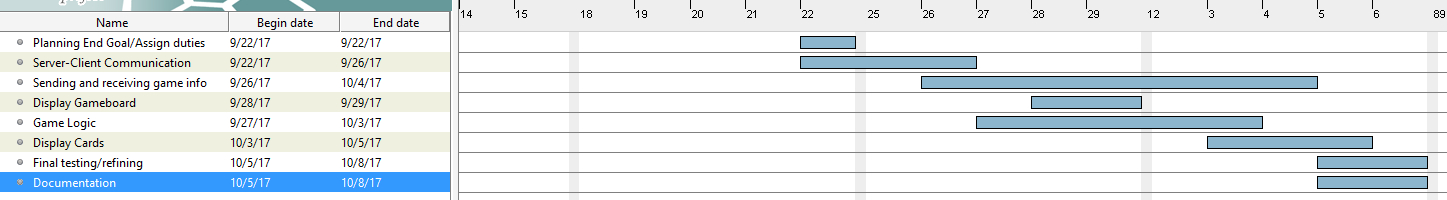 project
14 15 18 19 20 21 22 25 26 27 28 29 12 3 4 5 6 89
Name Begin date End date
Planning End Goal/Assign duties 9/22/17 9/22/17
Server-Client Communication 9/22/17 9/26/17
Sending and receiving game info 9/26/17 10/4/17
Display Gameboard 9/28/17 9/29/17
Game Logic 9/27/17 10/3/17
Display Cards 10/3/17 10/5/17
Final testing/refining 10/5/17 10/8/17
Documentation 10/5/17 10/8/17